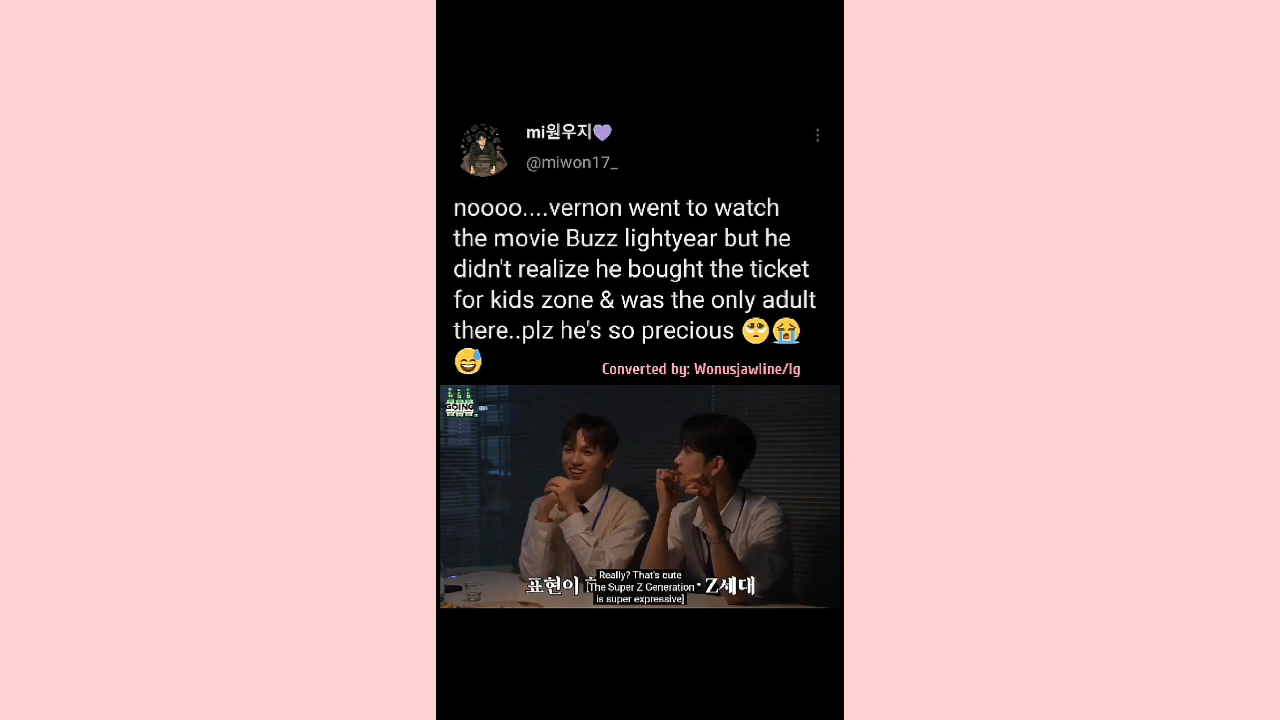 mi원우지💜
@miwon17_
noooo....vernon went to watch
the movie Buzz lightyear but he
didn't realize he bought the ticket
for kids zone & was the only adult
there..plz he's so precious 🥺😭
😅
Converted by: Wonusjawline/Ig
GOING
Really? That's cute
표현이 [The Super Z Generation Z세대
is super expressive]